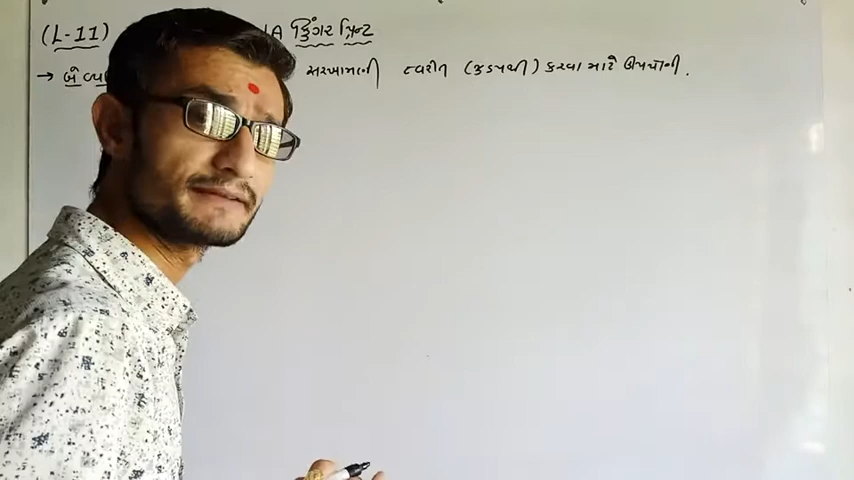 (L-11) A ફિંગર પ્રિન્ટ
→ બે વ્ય સરખામણી ત્વરીત (ઝડપથી) કરવા માટે ઉપયોગી.